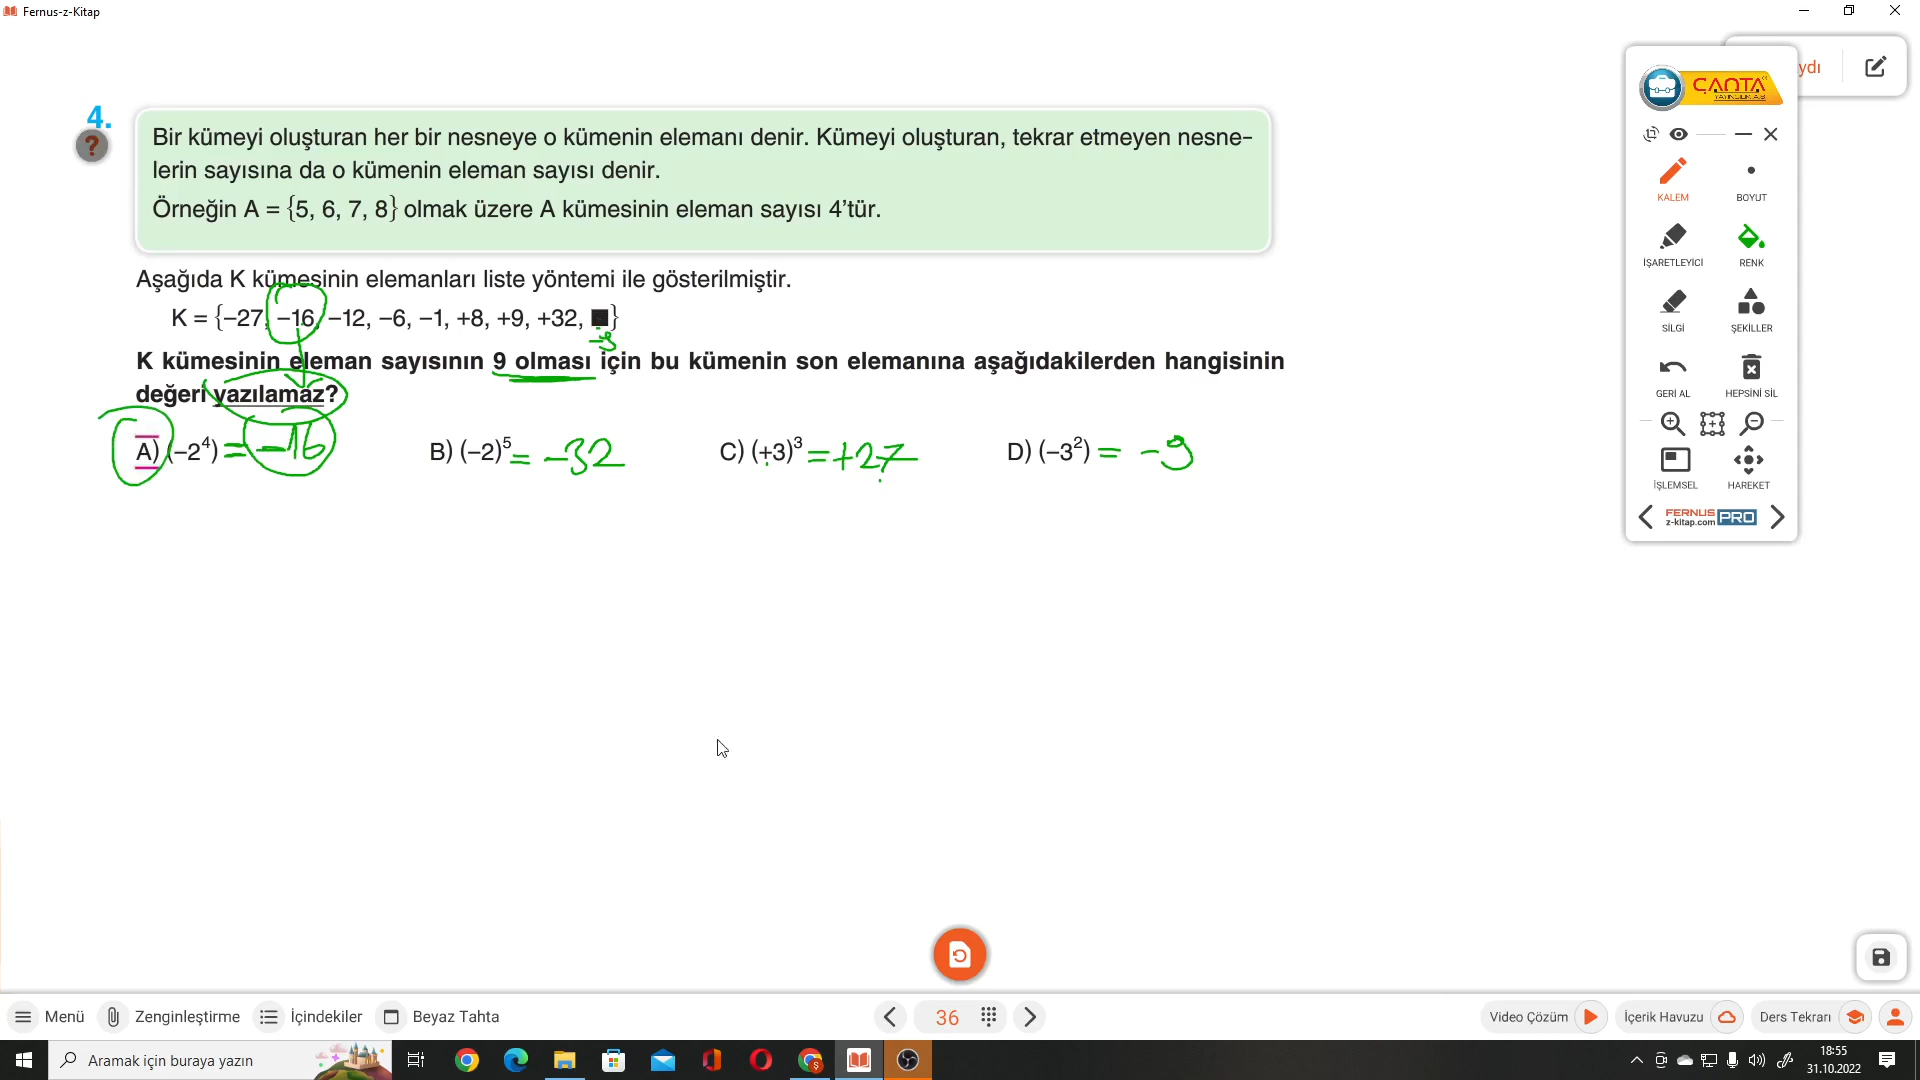 Fernus-z-Kitap
4.
?
Bir kümeyi oluşturan her bir nesneye o kümenin elemanı denir. Kümeyi oluşturan, tekrar etmeyen nesne-
lerin sayısına da o kümenin eleman sayısı denir.
Örneğin A = {5, 6, 7, 8} olmak üzere A kümesinin eleman sayısı 4’tür.
Aşağıda K kümesinin elemanları liste yöntemi ile gösterilmiştir.
K = {−27, −16, −12, −6, −1, +8, +9, +32, ■}
−9
K kümesinin eleman sayısının 9 olması için bu kümenin son elemanına aşağıdakilerden hangisinin
değeri yazılamaz?
A) (−2⁴) = −16
B) (−2)⁵ = −32
C) (+3)³ = +27
D) (−3²) = −9
ydı
ÇANTA
KALEM BOYUT
İŞARETLEYİCİ RENK
SİLGİ ŞEKİLLER
GERİ AL HEPSİNİ SİL
İŞLEMSEL HAREKET
FERNUS
z-kitap.com PRO
Menü Zenginleştirme İçindekiler Beyaz Tahta 36 Video Çözüm İçerik Havuzu Ders Tekrarı
Aramak için buraya yazın
18:55
31.10.2022